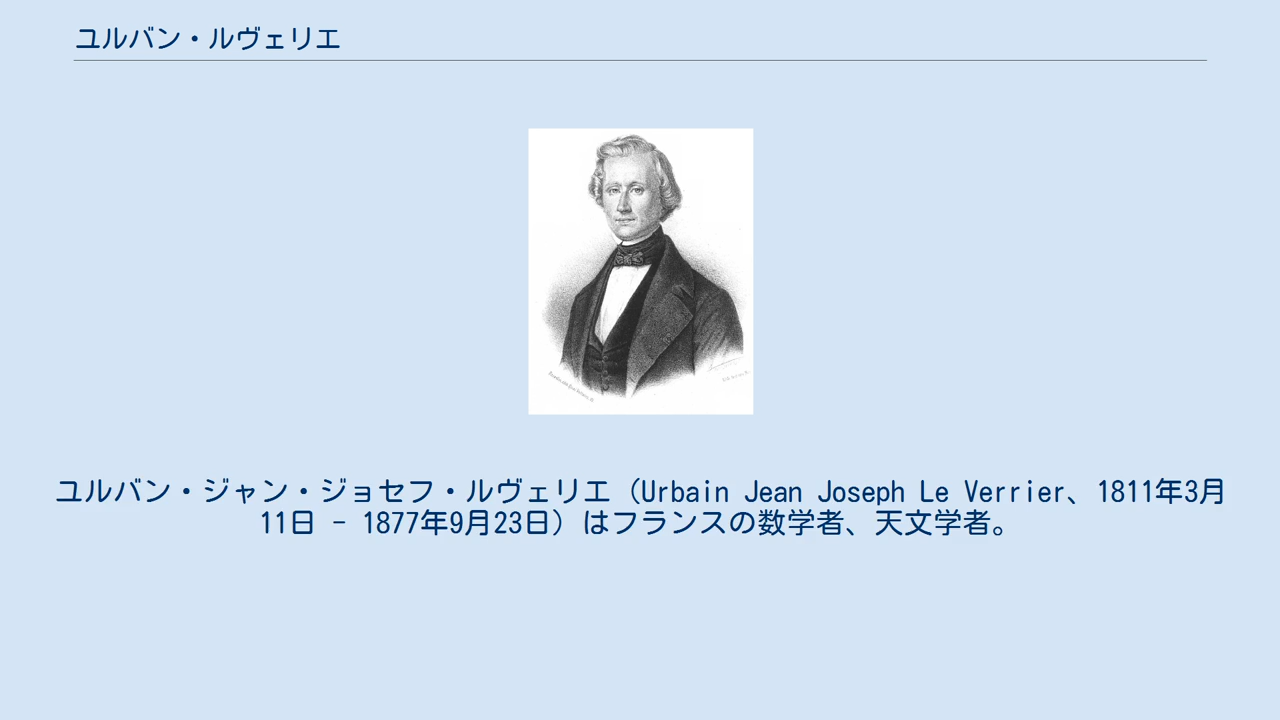 ユルバン・ルヴェリエ
ユルバン・ジャン・ジョセフ・ルヴェリエ（Urbain Jean Joseph Le Verrier、1811年3月
11日 - 1877年9月23日）はフランスの数学者、天文学者。